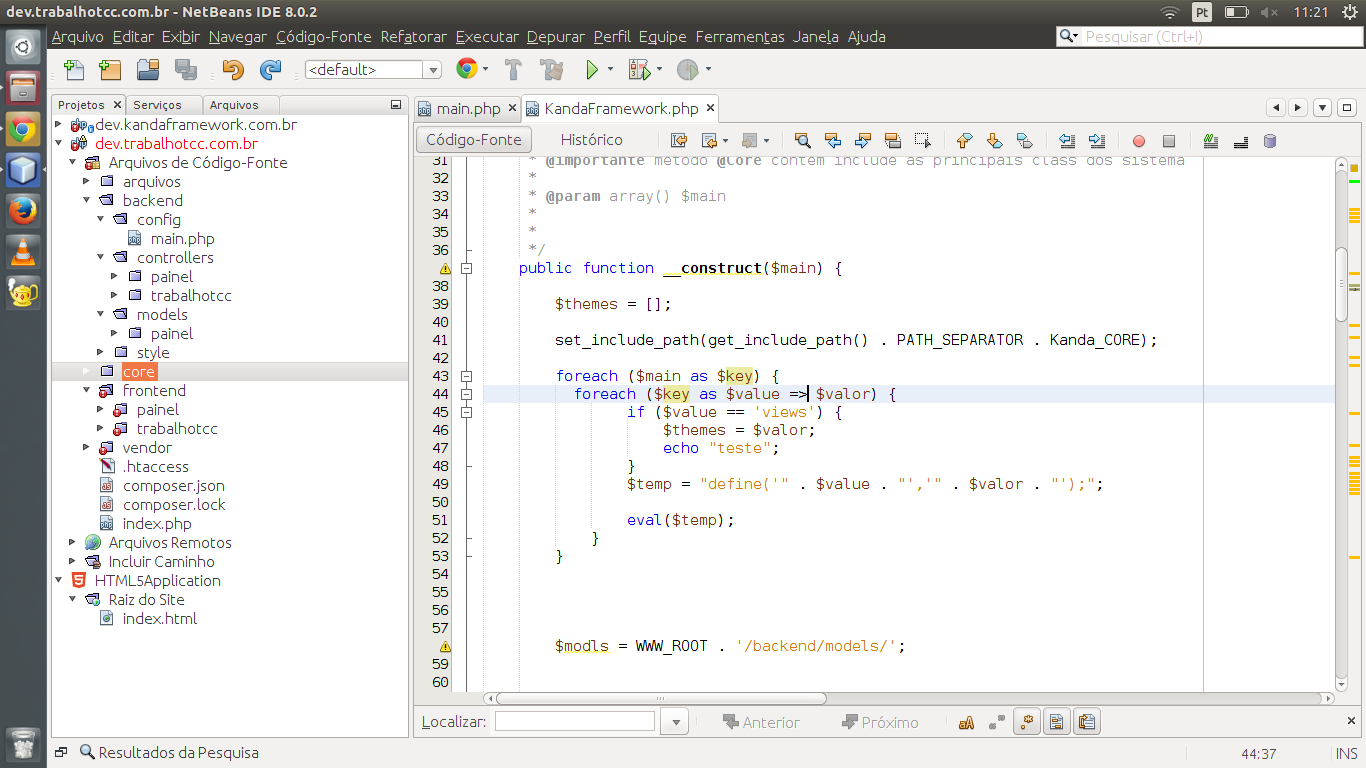 dev.trabalhotcc.com.br - NetBeans IDE 8.0.2
Pt
11:21
Arquivo Editar Exibir Navegar Código-Fonte Refatorar Executar Depurar Perfil Equipe Ferramentas Janela Ajuda
Pesquisar (Ctrl+I)
<default>
Projetos
Serviços
Arquivos
main.php
KandaFramework.php
Código-Fonte
Histórico
dev.kandaframework.com.br
dev.trabalhotcc.com.br
Arquivos de Código-Fonte
arquivos
backend
config
main.php
controllers
painel
trabalhotcc
models
painel
style
core
frontend
painel
trabalhotcc
vendor
.htaccess
composer.json
composer.lock
index.php
Arquivos Remotos
Incluir Caminho
HTML5Application
Raiz do Site
index.html
31 * @importante metodo @Core contem include as principais class dos sistema
32 *
33 * @param array() $main
34 *
35 *
36 */
public function __construct($main) {
38
39 $themes = [];
40
41 set_include_path(get_include_path() . PATH_SEPARATOR . Kanda_CORE);
42
43 foreach ($main as $key) {
44 foreach ($key as $value => $valor) {
45 if ($value == 'views') {
46 $themes = $valor;
47 echo "teste";
48 }
49 $temp = "define('" . $value . "','" . $valor . "');";
50
51 eval($temp);
52 }
53 }
54
55
56
57
$modls = WWW_ROOT . '/backend/models/';
59
60
Localizar:
Anterior
Próximo
Resultados da Pesquisa
44:37
INS